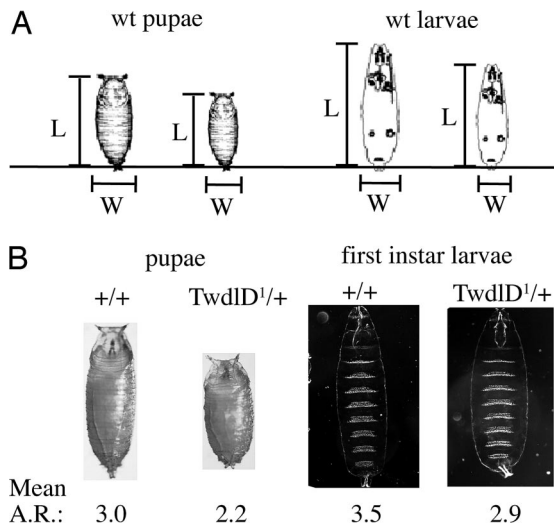 A
wt pupae
wt larvae
L
L
L
L
W
W
W
W
B
pupae
first instar larvae
+/+
TwdlD¹/+
+/+
TwdlD¹/+
Mean
A.R.: 3.0 2.2 3.5 2.9